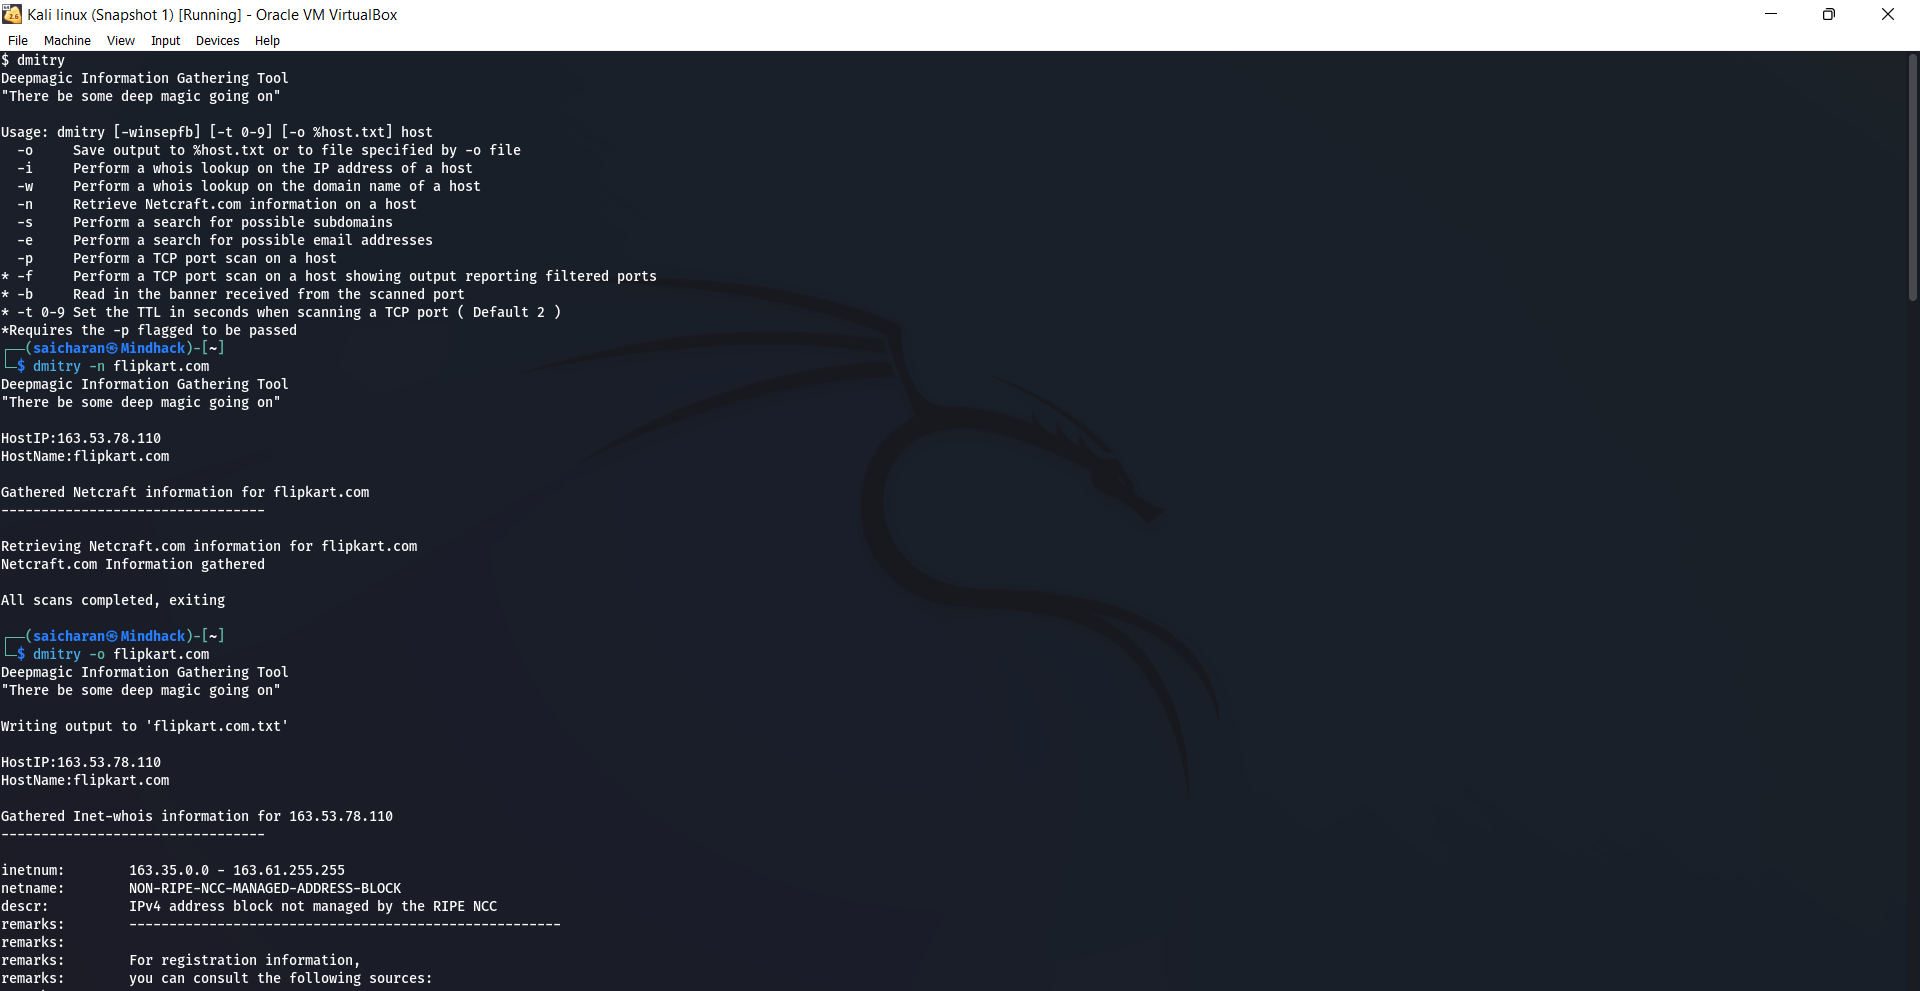 Kali linux (Snapshot 1) [Running] - Oracle VM VirtualBox
File Machine View Input Devices Help
$ dmitry
Deepmagic Information Gathering Tool
"There be some deep magic going on"
Usage: dmitry [-winsepfb] [-t 0-9] [-o %host.txt] host
  -o     Save output to %host.txt or to file specified by -o file
  -i     Perform a whois lookup on the IP address of a host
  -w     Perform a whois lookup on the domain name of a host
  -n     Retrieve Netcraft.com information on a host
  -s     Perform a search for possible subdomains
  -e     Perform a search for possible email addresses
  -p     Perform a TCP port scan on a host
* -f     Perform a TCP port scan on a host showing output reporting filtered ports
* -b     Read in the banner received from the scanned port
* -t 0-9 Set the TTL in seconds when scanning a TCP port ( Default 2 )
*Requires the -p flagged to be passed
┌──(saicharan㉿Mindhack)-[~]
└─$ dmitry -n flipkart.com
Deepmagic Information Gathering Tool
"There be some deep magic going on"
HostIP:163.53.78.110
HostName:flipkart.com
Gathered Netcraft information for flipkart.com
---------------------------------
Retrieving Netcraft.com information for flipkart.com
Netcraft.com Information gathered
All scans completed, exiting
┌──(saicharan㉿Mindhack)-[~]
└─$ dmitry -o flipkart.com
Deepmagic Information Gathering Tool
"There be some deep magic going on"
Writing output to 'flipkart.com.txt'
HostIP:163.53.78.110
HostName:flipkart.com
Gathered Inet-whois information for 163.53.78.110
---------------------------------
inetnum:        163.35.0.0 - 163.61.255.255
netname:        NON-RIPE-NCC-MANAGED-ADDRESS-BLOCK
descr:          IPv4 address block not managed by the RIPE NCC
remarks:        ------------------------------------------------------
remarks:
remarks:        For registration information,
remarks:        you can consult the following sources: